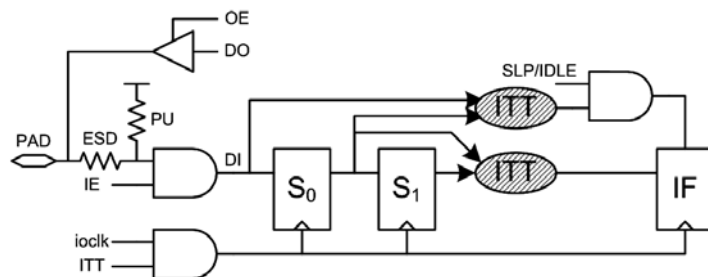 OE
DO
SLP/IDLE
ITT
PU
PAD
ESD
DI
IE
S0
S1
ITT
IF
ioclk
ITT